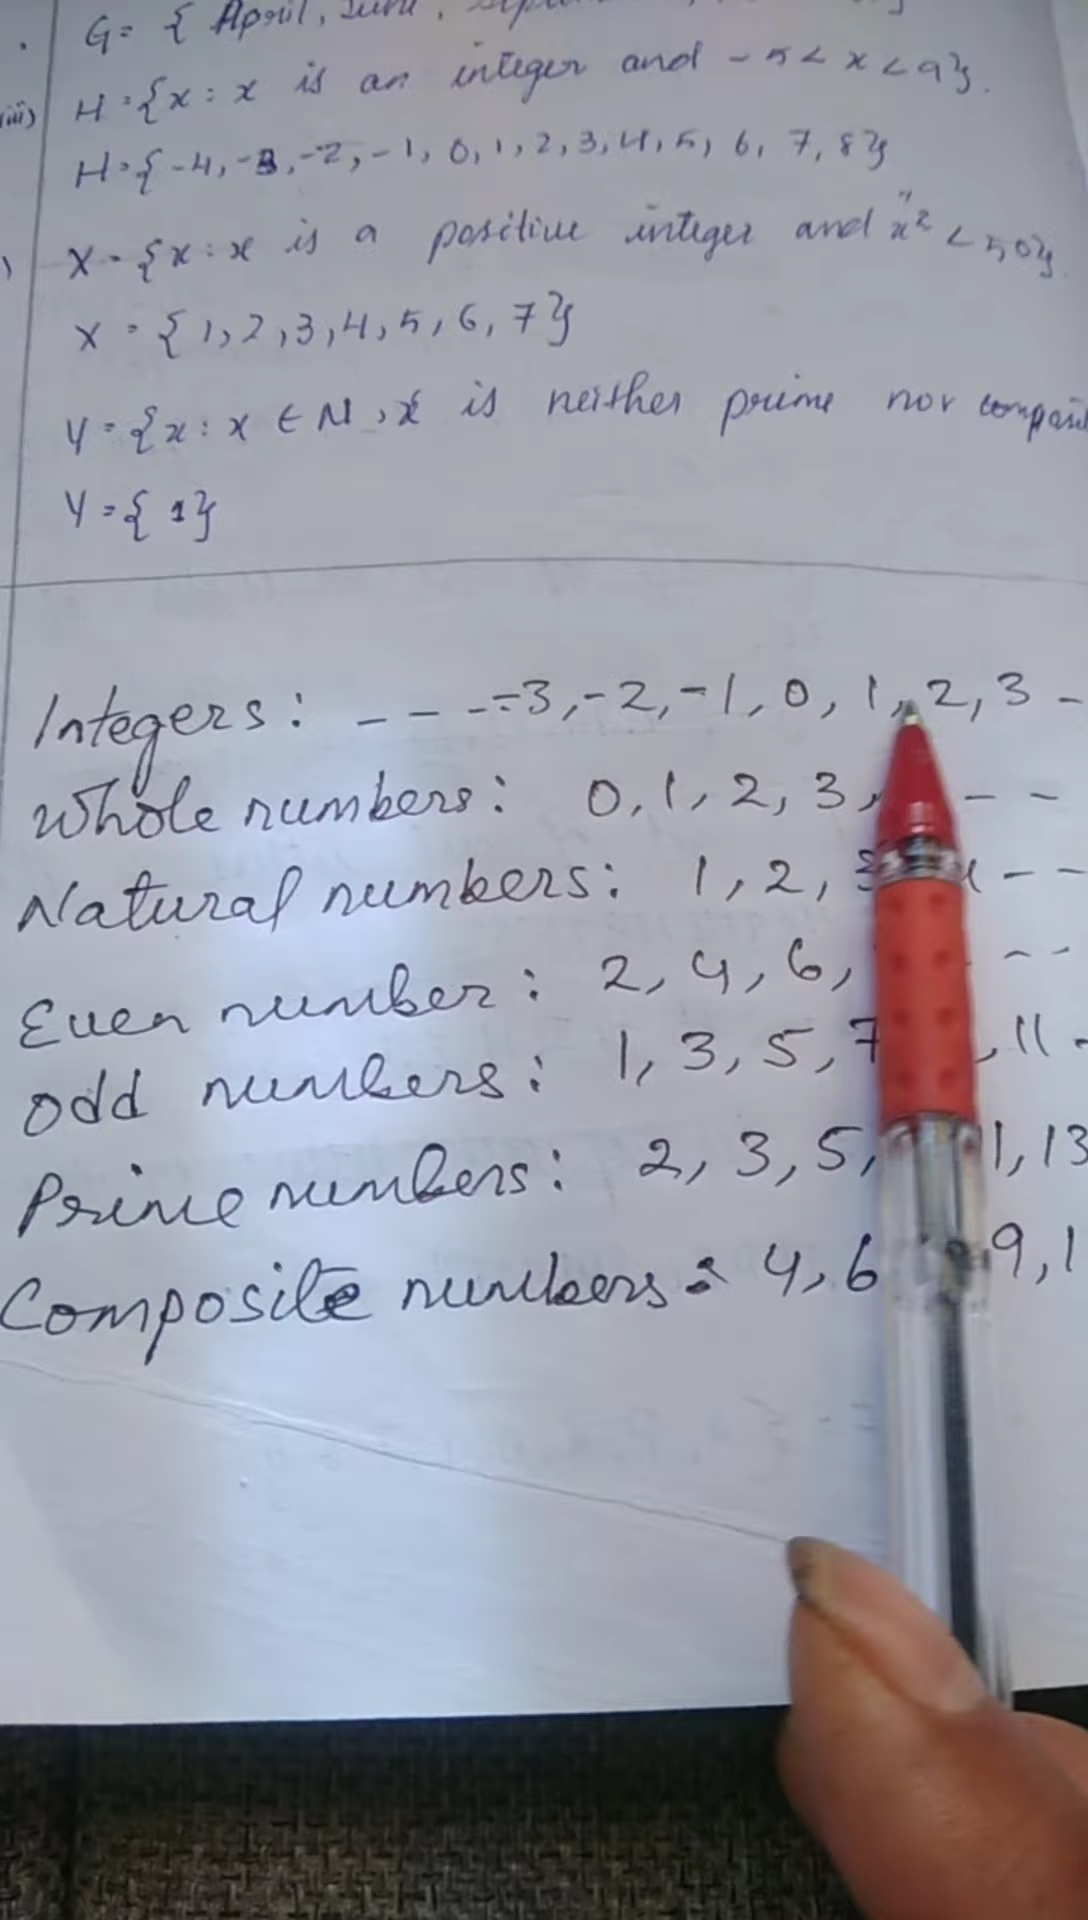 G = { April, June,
(iii) H = {x : x is an integer and -5 < x < 9}.
H = {-4, -3, -2, -1, 0, 1, 2, 3, 4, 5, 6, 7, 8}
) X = {x : x is a positive integer and x² < 50}
X = {1, 2, 3, 4, 5, 6, 7}
Y = {x : x ∈ N, x is neither prime nor
Y = {1}
Integers: - - - -3, -2, -1, 0, 1, 2, 3 -
Whole numbers: 0, 1, 2, 3, - -
Natural numbers: 1, 2, 3 - -
Even number: 2, 4, 6, - -
Odd numbers: 1, 3, 5, 7 , 11 -
Prime numbers: 2, 3, 5, 1, 13
Composite numbers: 4, 6 9, 1